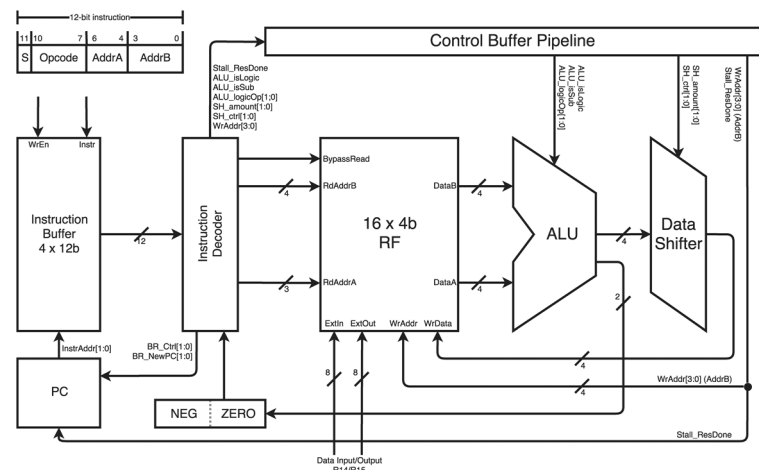 12-bit instruction
11 10 7 6 4 3 0
S Opcode AddrA AddrB
Control Buffer Pipeline
Stall_ResDone
ALU_isLogic
ALU_isSub
ALU_logicOp[1:0]
SH_amount[1:0]
SH_ctrl[1:0]
WrAddr[3:0]
ALU_isLogic
ALU_isSub
ALU_logicOp[1:0]
SH_amount[1:0]
SH_ctrl[1:0]
WrAddr[3:0] (AddrB)
Stall_ResDone
WrEn
Instr
Instruction
Buffer
4 x 12b
12
Instruction
Decoder
4
3
BypassRead
RdAddrB
RdAddrA
16 x 4b
RF
DataB
DataA
ExtIn
ExtOut
WrAddr
WrData
4
4
ALU
4
2
Data
Shifter
InstrAddr[1:0]
BR_Ctrl[1:0]
BR_NewPC[1:0]
PC
NEG
ZERO
8
8
4
4
WrAddr[3:0] (AddrB)
Stall_ResDone
Data Input/Output
R14/R15